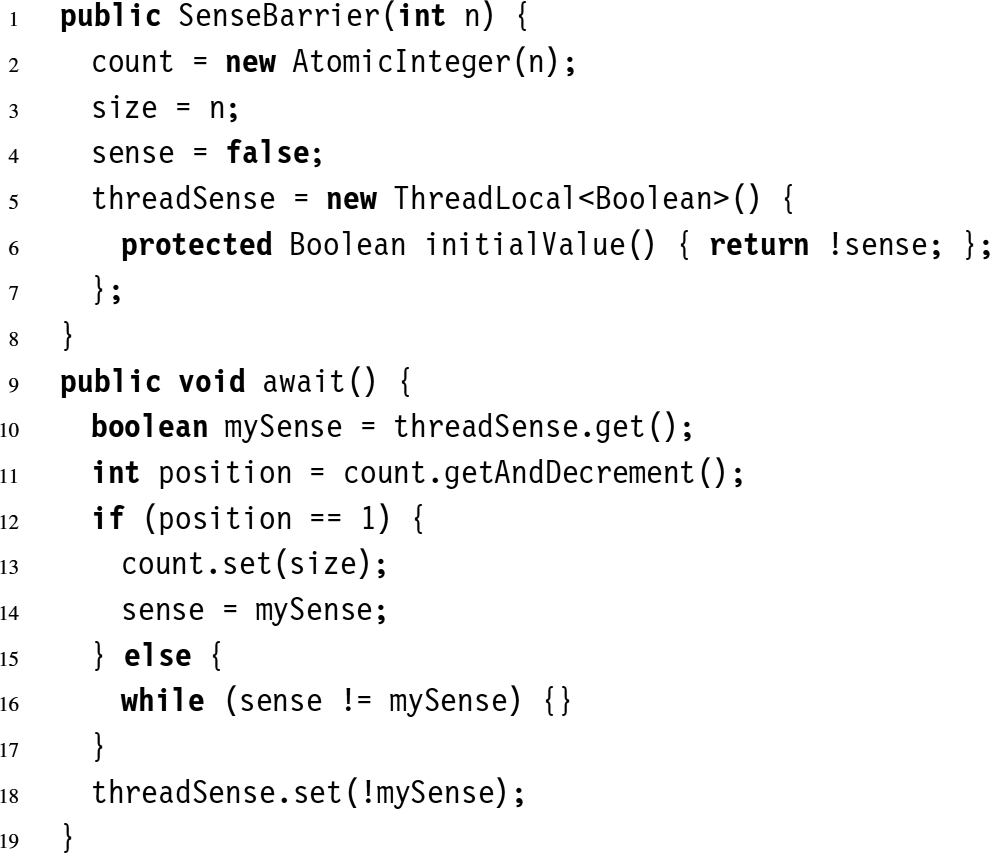 1 public SenseBarrier(int n) {
2 count = new AtomicInteger(n);
3 size = n;
4 sense = false;
5 threadSense = new ThreadLocal<Boolean>() {
6 protected Boolean initialValue() { return !sense; };
7 };
8 }
9 public void await() {
10 boolean mySense = threadSense.get();
11 int position = count.getAndDecrement();
12 if (position == 1) {
13 count.set(size);
14 sense = mySense;
15 } else {
16 while (sense != mySense) {}
17 }
18 threadSense.set(!mySense);
19 }